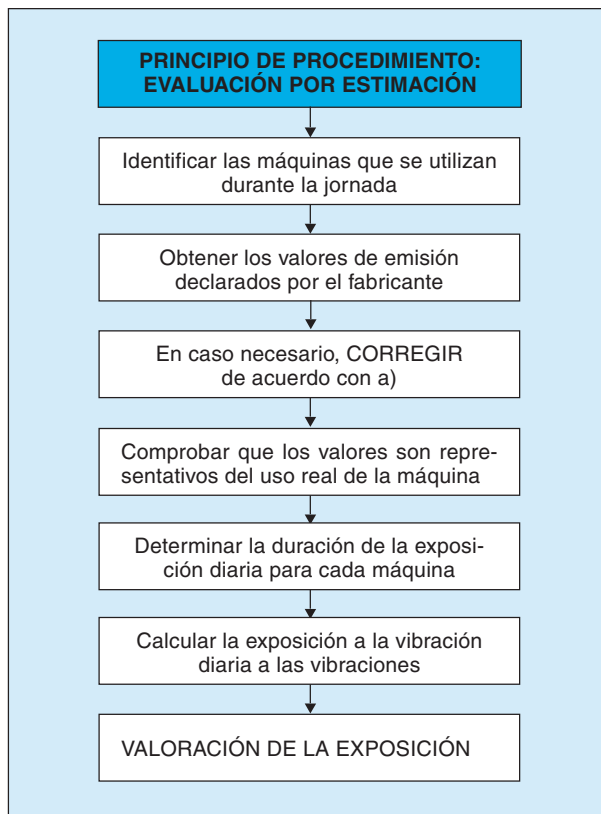 PRINCIPIO DE PROCEDIMIENTO:
EVALUACIÓN POR ESTIMACIÓN
Identificar las máquinas que se utilizan
durante la jornada
Obtener los valores de emisión
declarados por el fabricante
En caso necesario, CORREGIR
de acuerdo con a)
Comprobar que los valores son repre-
sentativos del uso real de la máquina
Determinar la duración de la exposi-
ción diaria para cada máquina
Calcular la exposición a la vibración
diaria a las vibraciones
VALORACIÓN DE LA EXPOSICIÓN